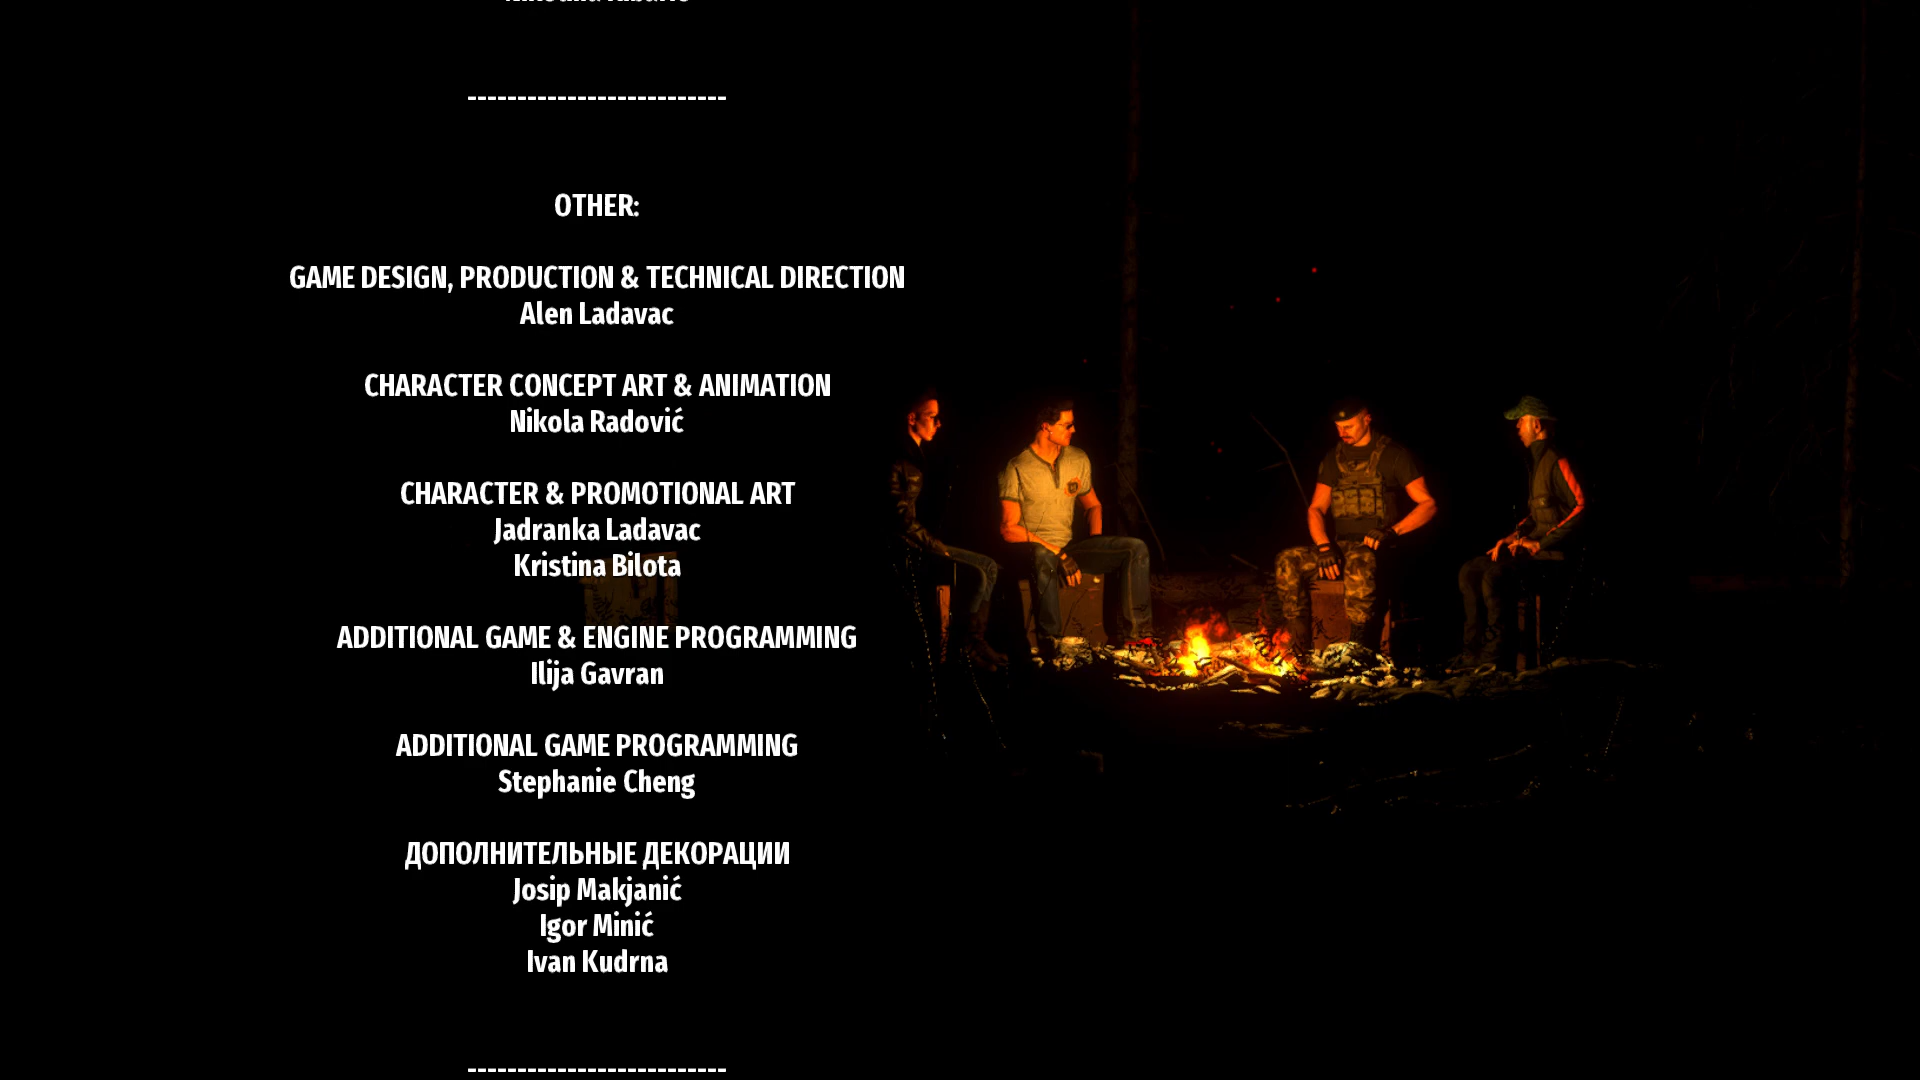 --------------------------
OTHER:
GAME DESIGN, PRODUCTION & TECHNICAL DIRECTION
Alen Ladavac
CHARACTER CONCEPT ART & ANIMATION
Nikola Radović
CHARACTER & PROMOTIONAL ART
Jadranka Ladavac
Kristina Bilota
ADDITIONAL GAME & ENGINE PROGRAMMING
Ilija Gavran
ADDITIONAL GAME PROGRAMMING
Stephanie Cheng
ДОПОЛНИТЕЛЬНЫЕ ДЕКОРАЦИИ
Josip Makjanić
Igor Minić
Ivan Kudrna
--------------------------